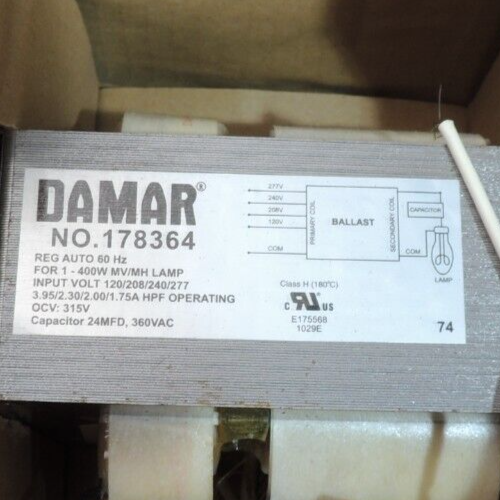 DAMAR®
NO.178364
REG AUTO 60 Hz
FOR 1 - 400W MV/MH LAMP
INPUT VOLT 120/208/240/277
3.95/2.30/2.00/1.75A HPF OPERATING
OCV: 315V
Capacitor 24MFD, 360VAC
277V
240V
208V
120V
COM
PRIMARY COIL
BALLAST
SECONDARY COIL
CAPACITOR
COM
LAMP
Class H (180°C)
C RU US
E175568
1029E
74